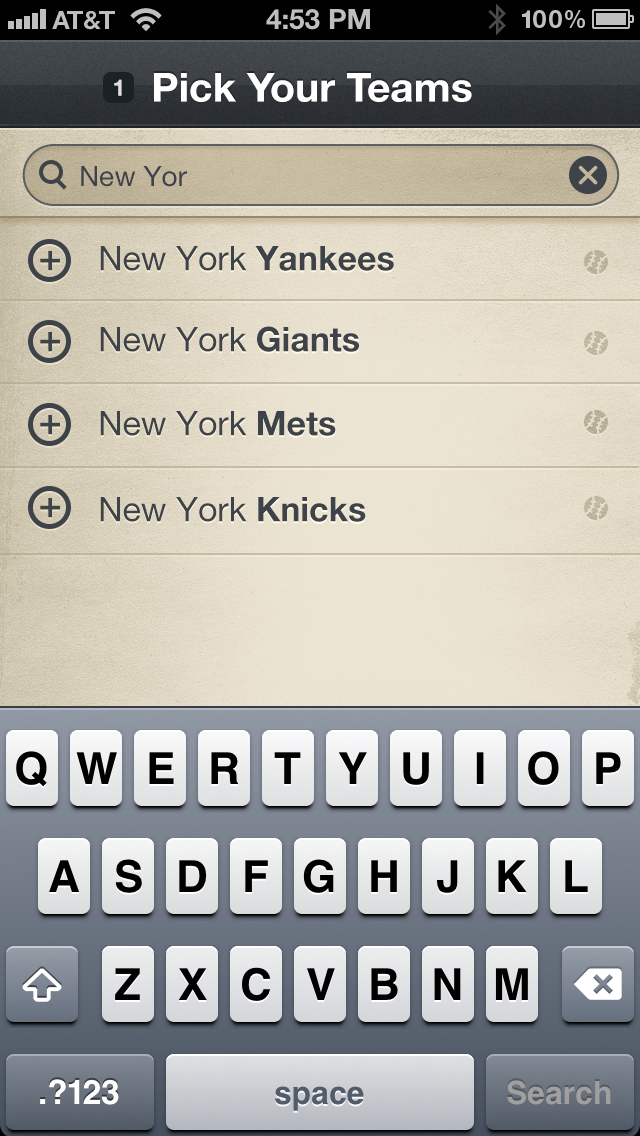 AT&T 4:53 PM 100%
1 Pick Your Teams
New Yor
New York Yankees
New York Giants
New York Mets
New York Knicks
Q W E R T Y U I O P
A S D F G H J K L
Z X C V B N M
.?123 space Search